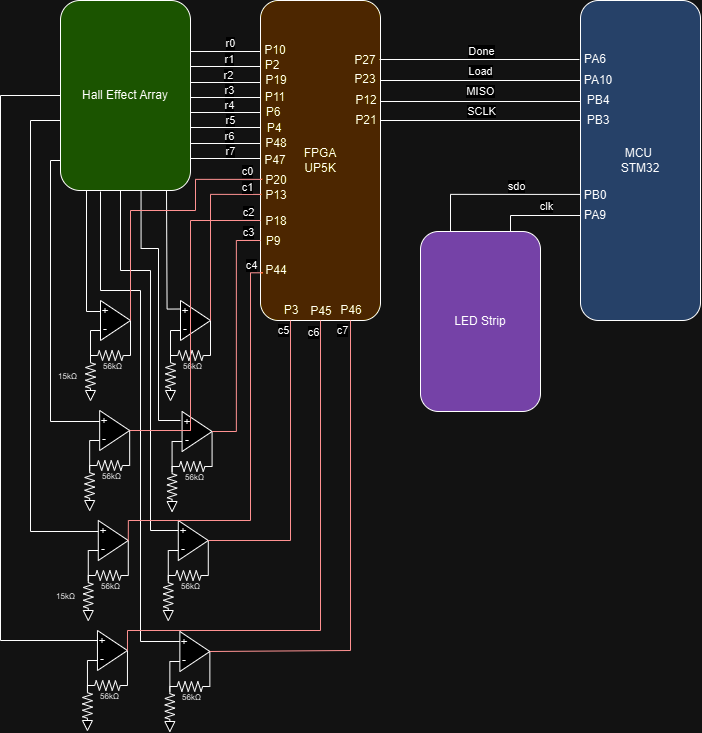 Hall Effect Array
r0
r1
r2
r3
r4
r5
r6
r7
c0
c1
c2
c3
c4
P10
P2
P19
P11
P6
P4
P48
P47
P20
P13
P18
P9
P44
FPGA
UP5K
P27
P23
P12
P21
P3
P45
P46
c5
c6
c7
Done
Load
MISO
SCLK
PA6
PA10
PB4
PB3
MCU
STM32
PB0
PA9
sdo
clk
LED Strip
+
-
56kΩ
15kΩ
+
-
56kΩ
+
-
56kΩ
+
-
56kΩ
+
-
56kΩ
15kΩ
+
-
56kΩ
+
-
56kΩ
+
-
56kΩ